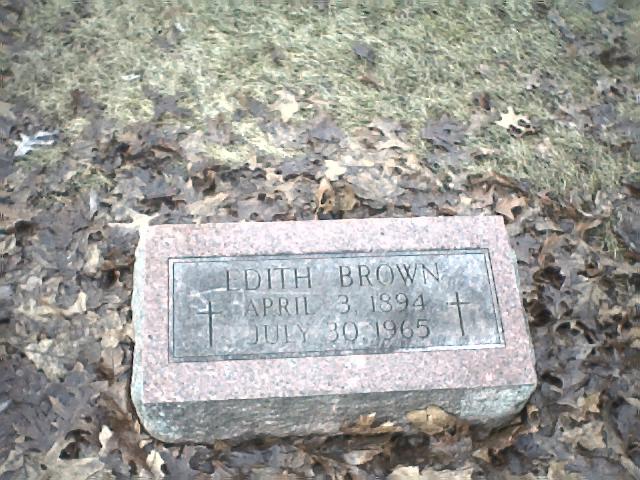 EDITH BROWN
APRIL 3, 1894
JULY 30, 1965